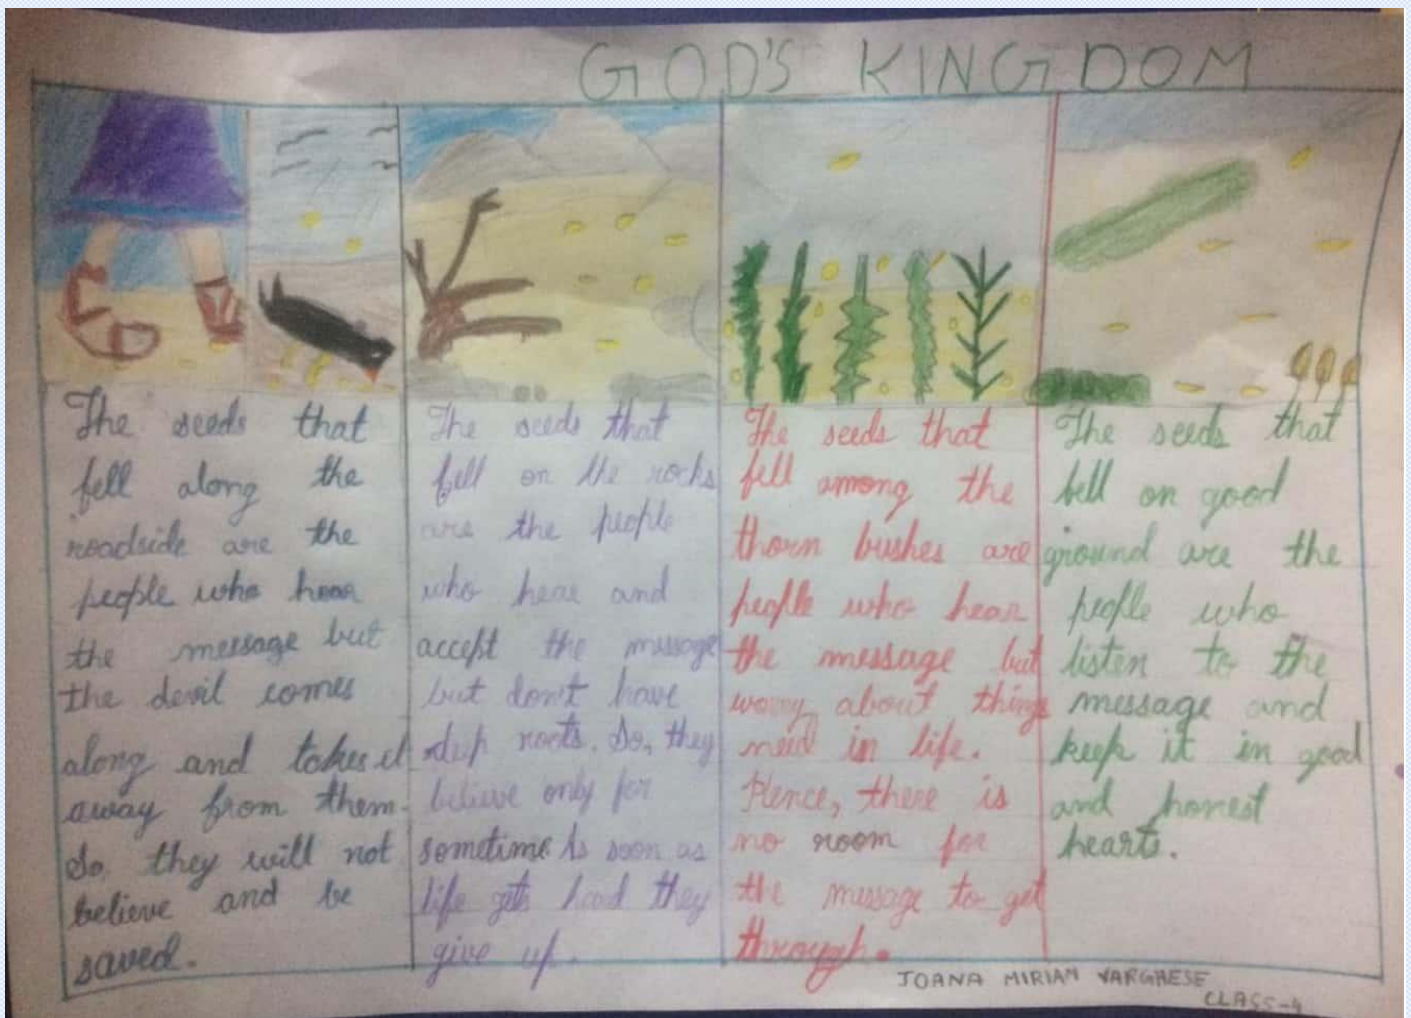 GOD'S KINGDOM
The seeds that
fell along the
roadside are the
people who hear
the message but
the devil comes
along and takes it
away from them.
So, they will not
believe and be
saved.
The seeds that
fell on the rocks
are the people
who hear and
accept the message
but don't have
deep roots. So, they
believe only for
sometime. As soon as
life gets hard they
give up.
The seeds that
fell among the
thorn bushes are
people who hear
the message but
worry about things
need in life.
Hence, there is
no room for
the message to get
through.
The seeds that
fell on good
ground are the
people who
listen to the
message and
keep it in good
and honest
hearts.
JOANA MIRIAN VARGHESE
CLASS-4